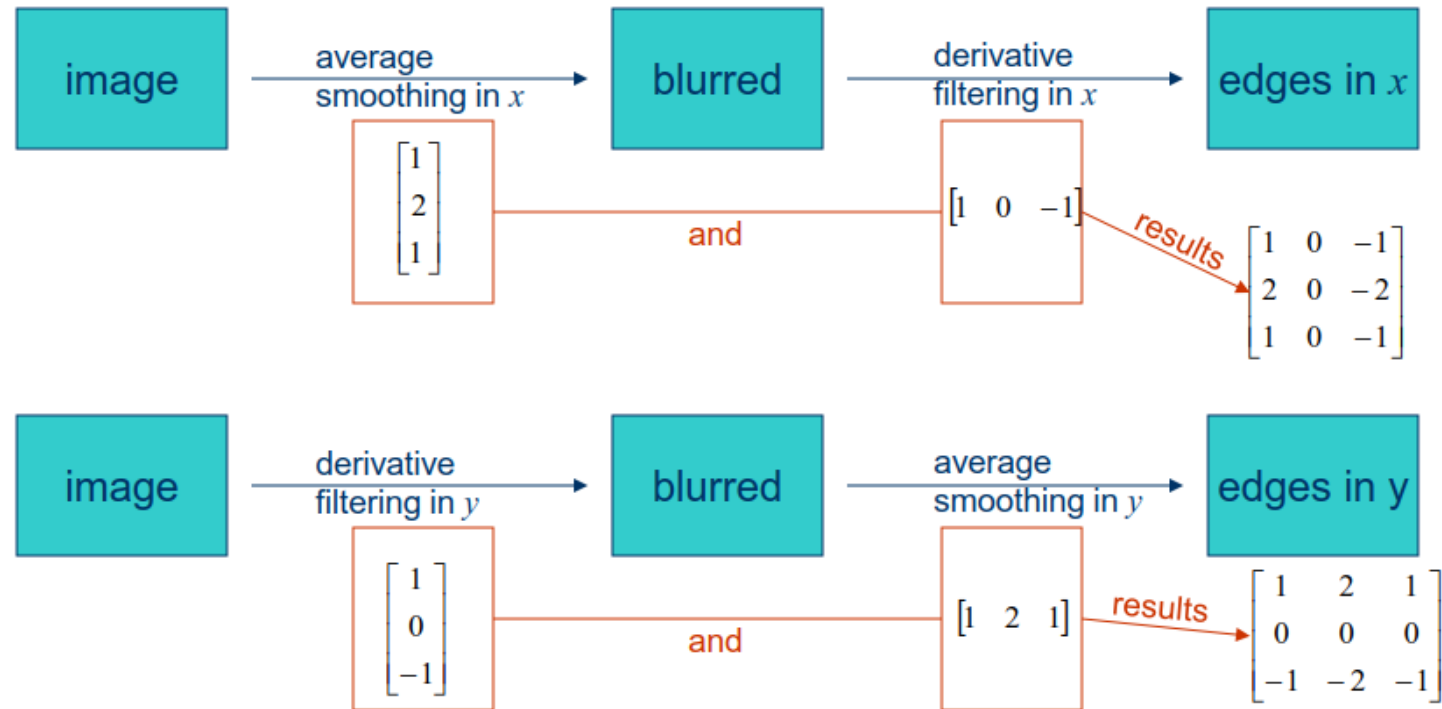 image
average
smoothing in x
blurred
derivative
filtering in x
edges in x
[1
2
1]
and
[1 0 −1]
results
[1 0 −1
2 0 −2
1 0 −1]
image
derivative
filtering in y
blurred
average
smoothing in y
edges in y
[1
0
−1]
and
[1 2 1]
results
[1 2 1
0 0 0
−1 −2 −1]